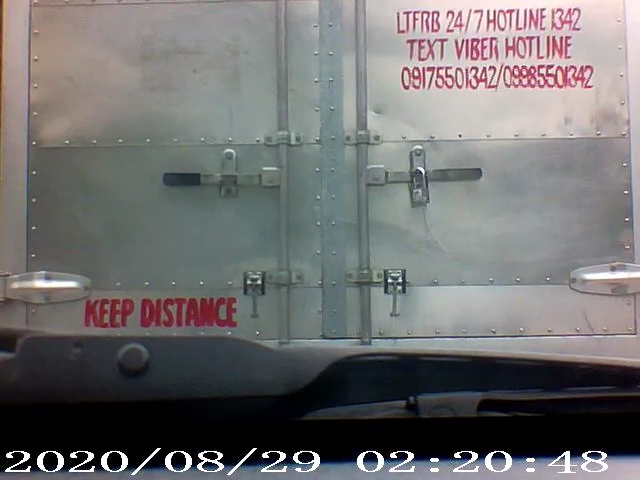 LTFRB 24/7 HOTLINE 1342
TEXT VIBER HOTLINE
09175501342/09985501342
KEEP DISTANCE
2020/08/29 02:20:48